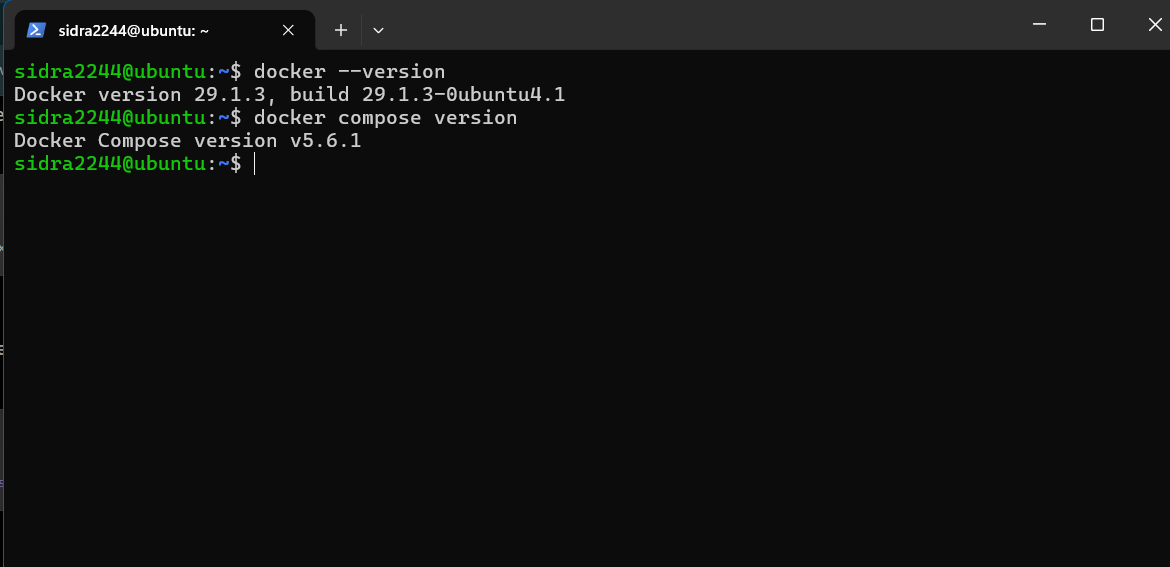 sidra2244@ubuntu: ~
sidra2244@ubuntu:~$ docker --version
Docker version 29.1.3, build 29.1.3-0ubuntu4.1
sidra2244@ubuntu:~$ docker compose version
Docker Compose version v5.6.1
sidra2244@ubuntu:~$